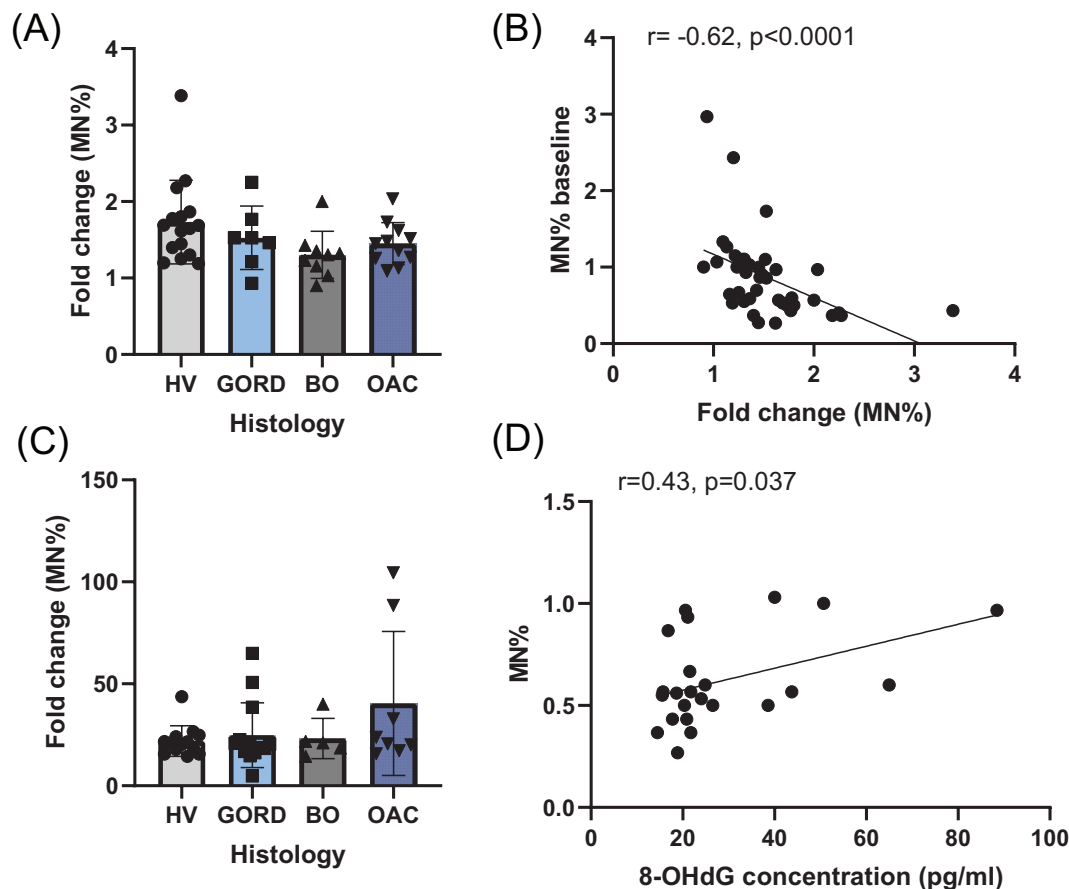 (A)
Fold change (MN%)
4
3
2
1
0
HV GORD BO OAC
Histology
(B)
r= -0.62, p<0.0001
MN% baseline
4
3
2
1
0
0 1 2 3 4
Fold change (MN%)
(C)
Fold change (MN%)
150
100
50
0
HV GORD BO OAC
Histology
(D)
r=0.43, p=0.037
MN%
1.5
1.0
0.5
0.0
0 20 40 60 80 100
8-OHdG concentration (pg/ml)